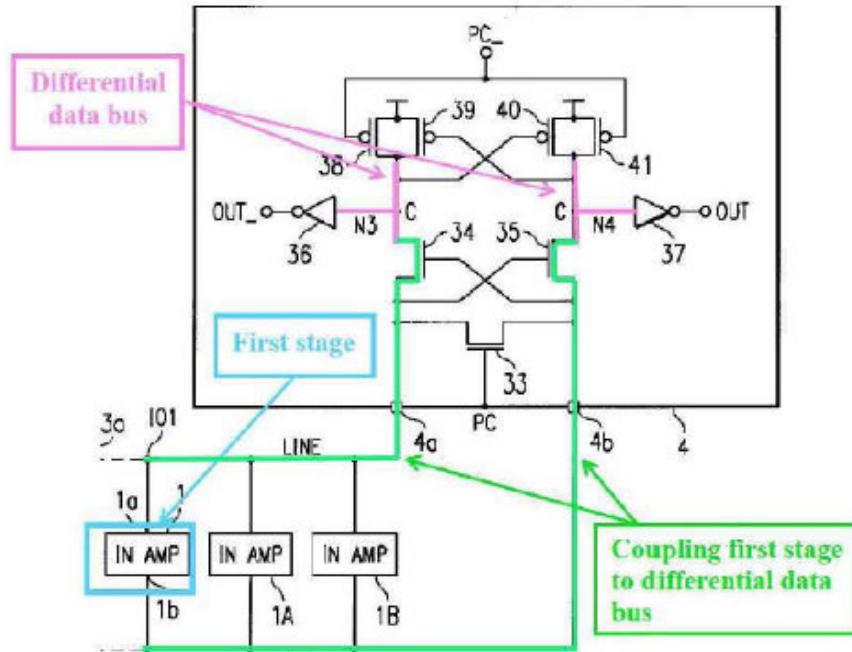 PC_
Differential
data bus
39
40
38
41
OUT_
N3
C
C
N4
OUT
36
34
35
37
First stage
33
3a
101
LINE
4a
PC
4b
4
1a
1
IN AMP
IN AMP
IN AMP
1b
1A
1B
Coupling first stage
to differential data
bus